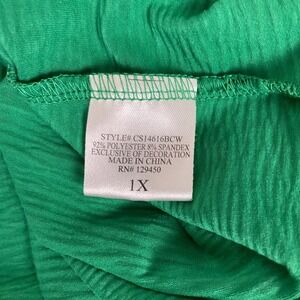 STYLE# CS14616BCW
92% POLYESTER 8% SPANDEX
EXCLUSIVE OF DECORATION
MADE IN CHINA
RN# 129450
1X